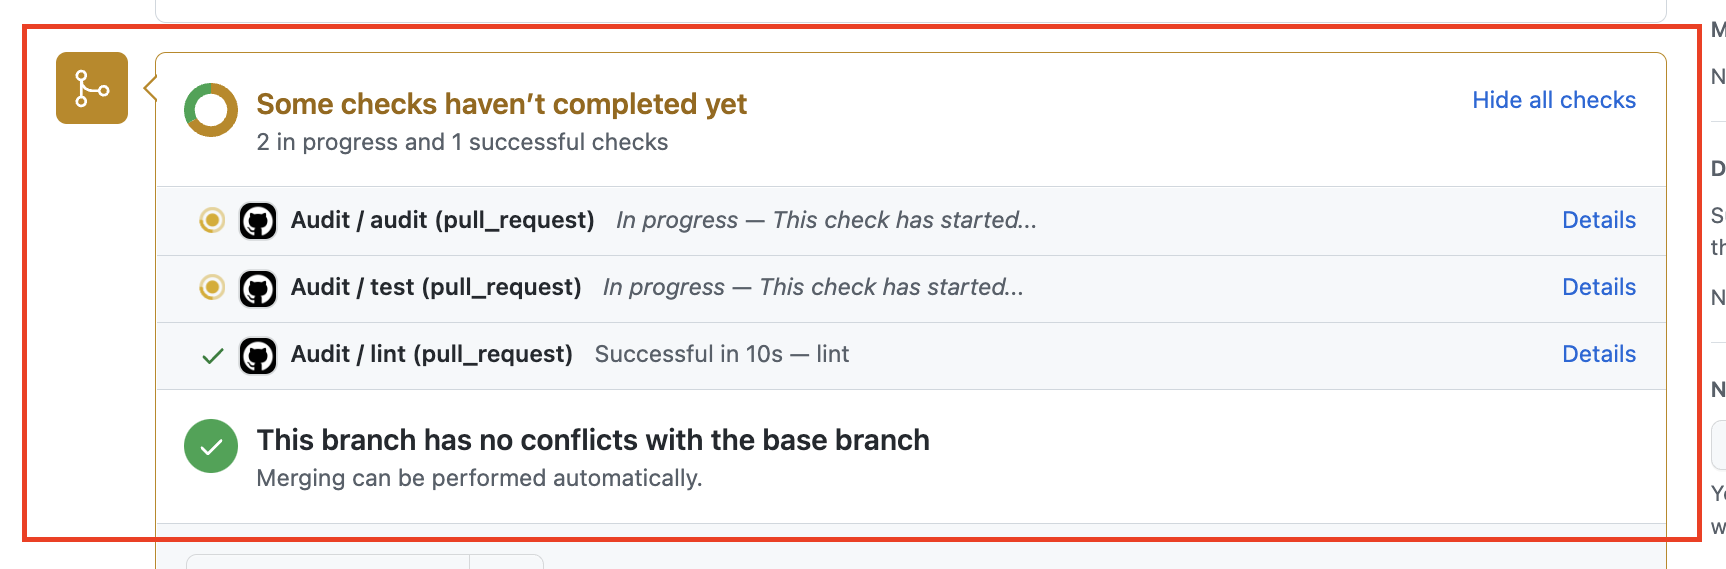 Some checks haven’t completed yet
Hide all checks
2 in progress and 1 successful checks
Audit / audit (pull_request) In progress — This check has started... Details
Audit / test (pull_request) In progress — This check has started... Details
Audit / lint (pull_request) Successful in 10s — lint Details
This branch has no conflicts with the base branch
Merging can be performed automatically.